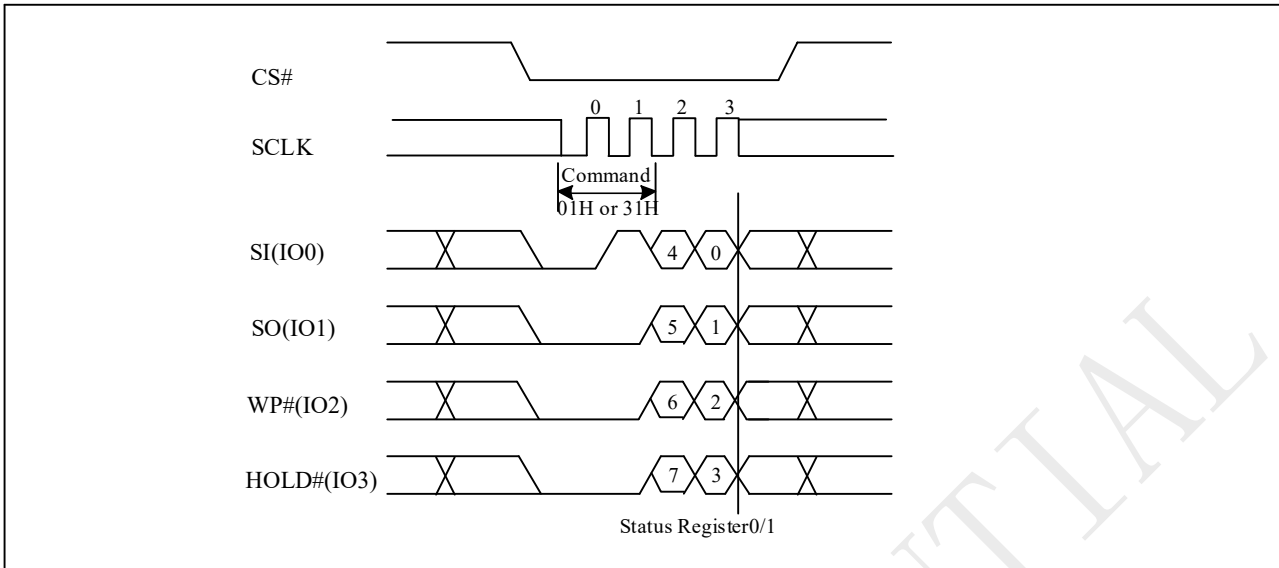 CS#
0 1 2 3
SCLK
Command
01H or 31H
SI(IO0) 4 0
SO(IO1) 5 1
WP#(IO2) 6 2
HOLD#(IO3) 7 3
Status Register0/1
NTIAL